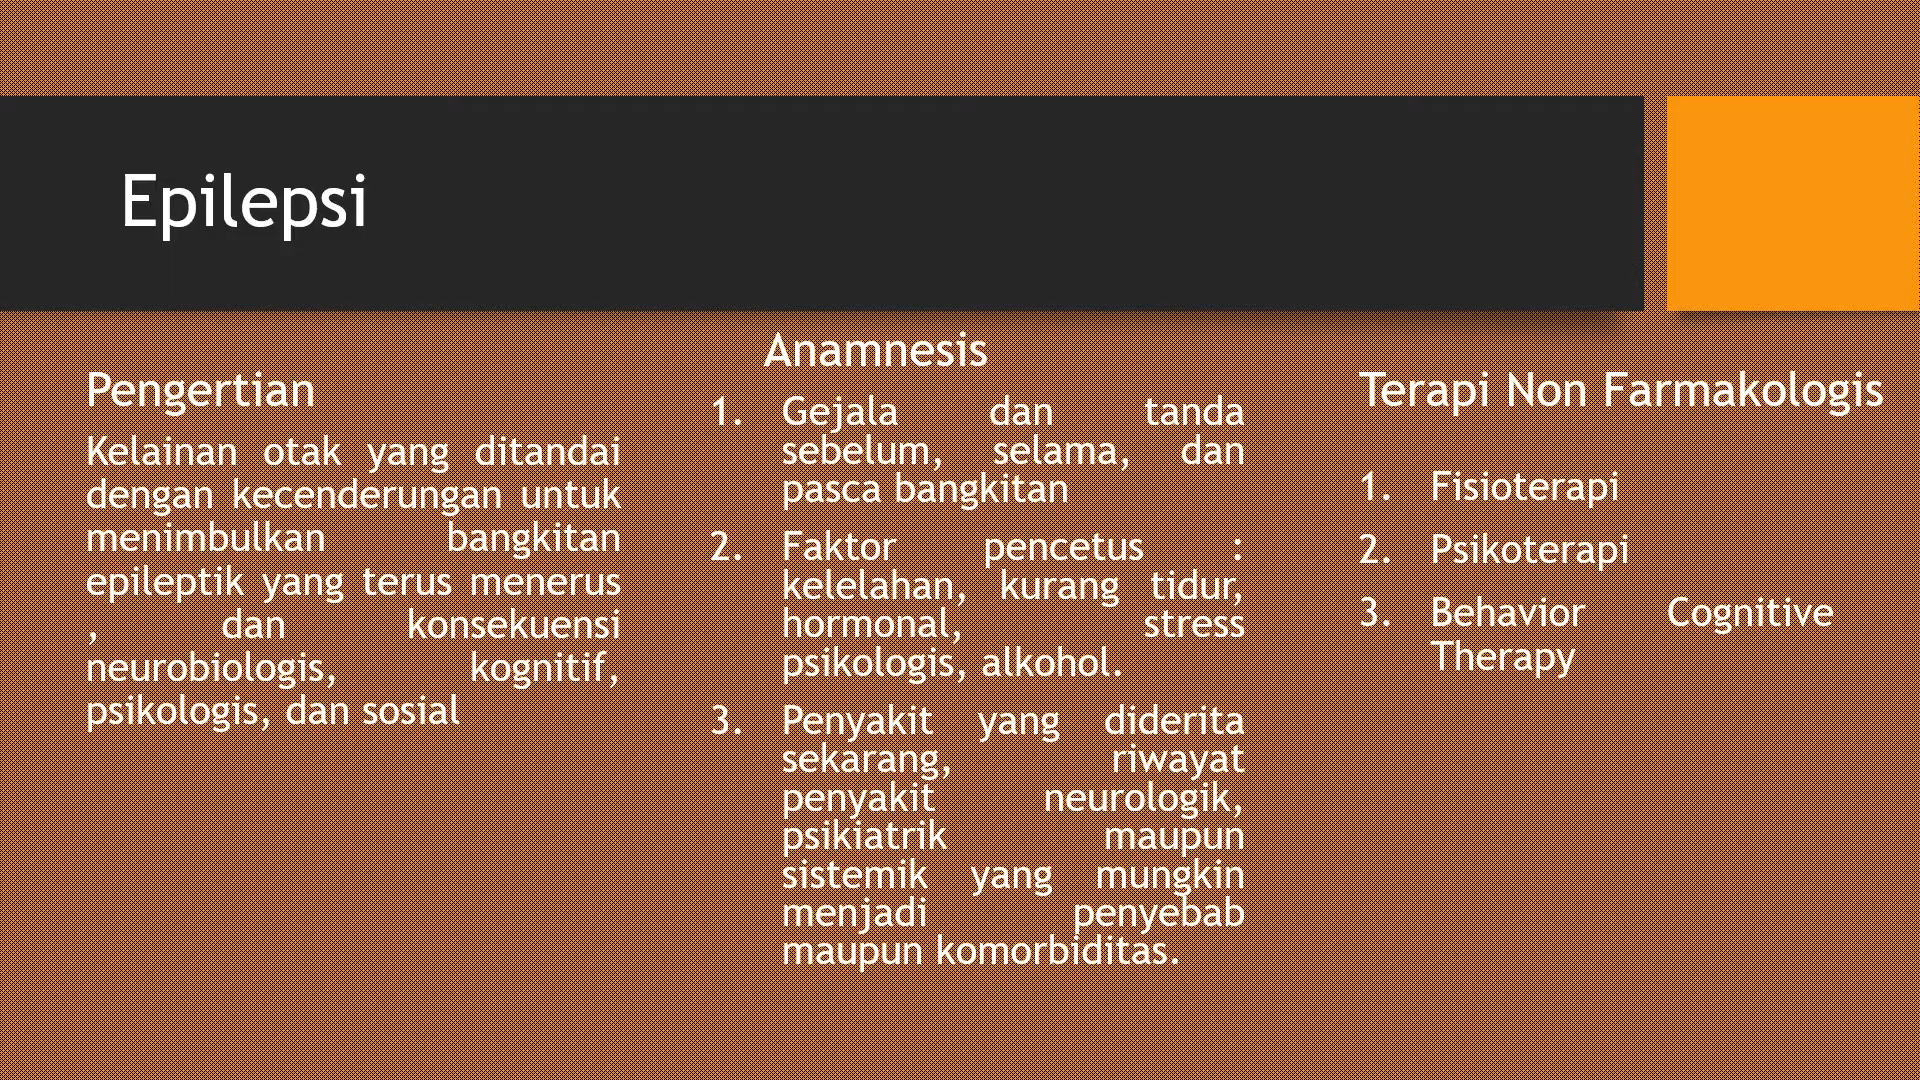 Epilepsi
Pengertian
Kelainan otak yang ditandai
dengan kecenderungan untuk
menimbulkan bangkitan
epileptik yang terus menerus
, dan konsekuensi
neurobiologis, kognitif,
psikologis, dan sosial
Anamnesis
1. Gejala dan tanda
sebelum, selama, dan
pasca bangkitan
2. Faktor pencetus :
kelelahan, kurang tidur,
hormonal, stress
psikologis, alkohol.
3. Penyakit yang diderita
sekarang, riwayat
penyakit neurologik,
psikiatrik maupun
sistemik yang mungkin
menjadi penyebab
maupun komorbiditas.
Terapi Non Farmakologis
1. Fisioterapi
2. Psikoterapi
3. Behavior Cognitive
Therapy